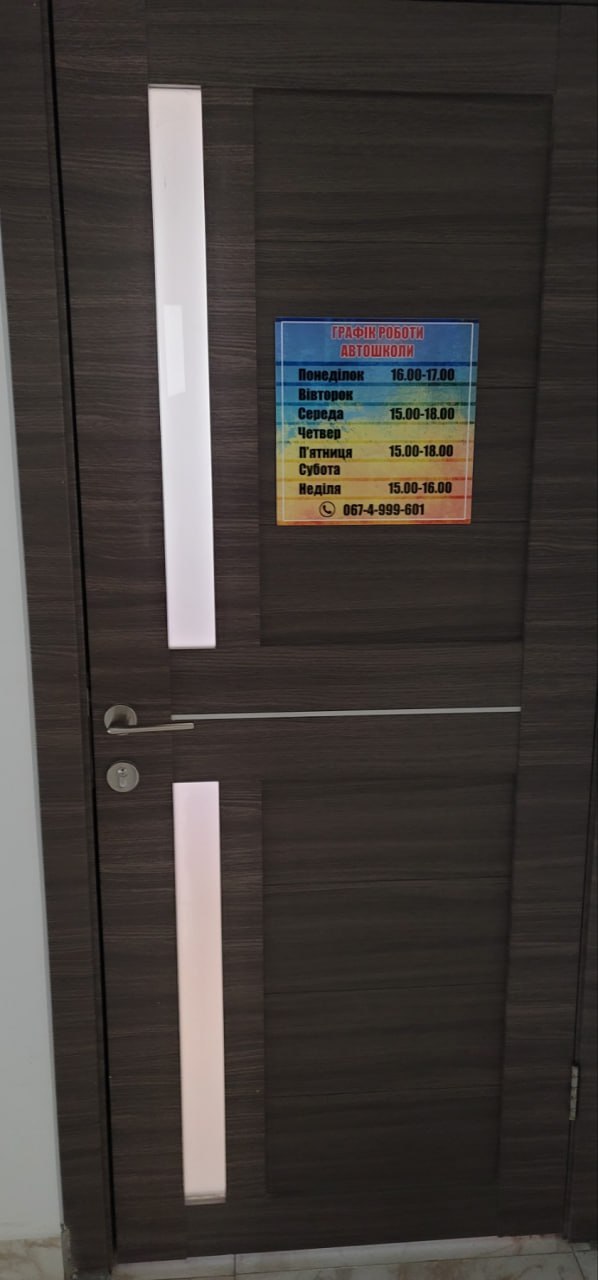 ГРАФІК РОБОТИ
АВТОШКОЛИ
Понеділок 16.00-17.00
Вівторок
Середа 15.00-18.00
Четвер
П'ятниця 15.00-18.00
Субота
Неділя 15.00-16.00
067-4-999-601